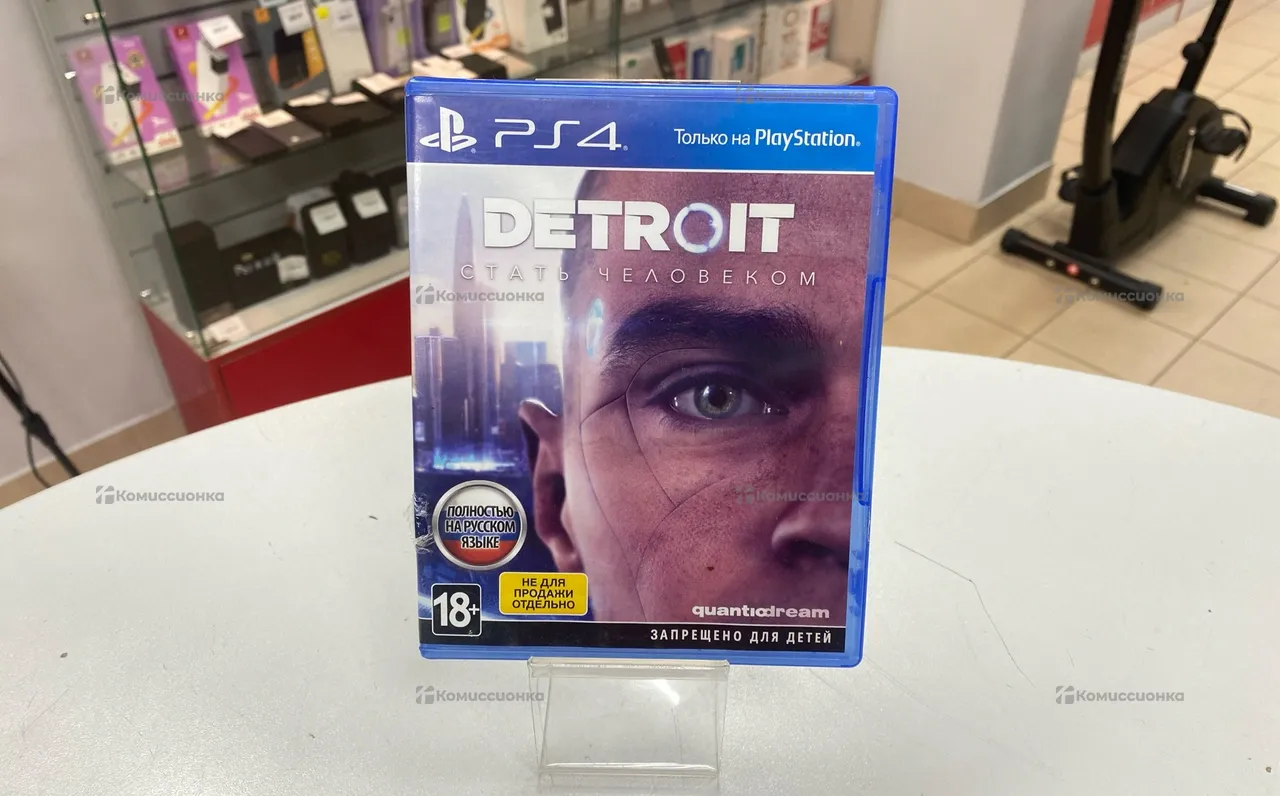 Комиссионка
PS4
Только на PlayStation
DETROIT
СТАТЬ ЧЕЛОВЕКОМ
Комиссионка
Комиссионка
Комиссионка
Комиссионка
ПОЛНОСТЬЮ
НА РУССКОМ
ЯЗЫКЕ
НЕ ДЛЯ
ПРОДАЖИ
ОТДЕЛЬНО
18+
quanticdream
ЗАПРЕЩЕНО ДЛЯ ДЕТЕЙ
Комиссионка
Комиссионка